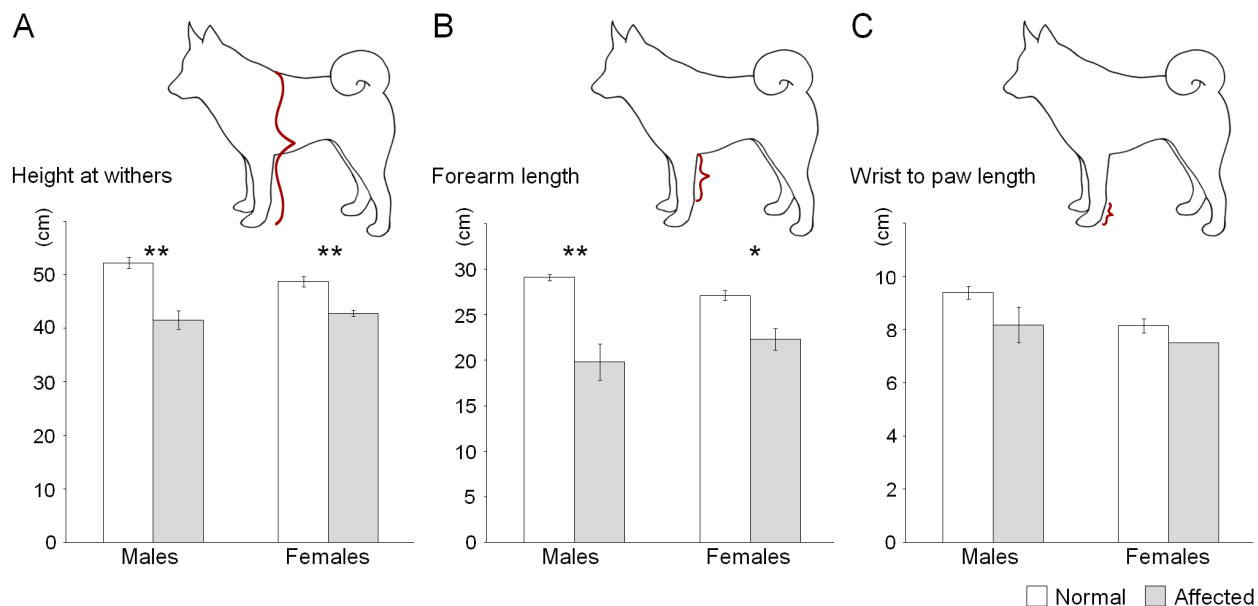 A
B
C
Height at withers
Forearm length
Wrist to paw length
(cm)
50
40
30
20
10
0
**
**
Males
Females
(cm)
30
25
20
15
10
5
0
**
*
Males
Females
(cm)
10
8
6
4
2
0
Males
Females
Normal
Affected